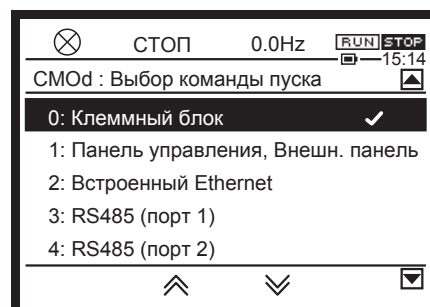 СТОП 0.0Hz RUN STOP
15:14
CMOd : Выбор команды пуска
0: Клеммный блок
1: Панель управления, Внешн. панель
2: Встроенный Ethernet
3: RS485 (порт 1)
4: RS485 (порт 2)